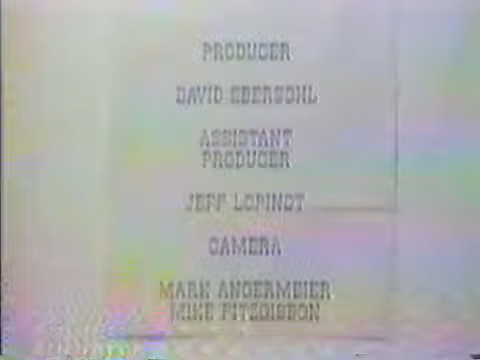 PRODUCER
DAVID EBERSOHL
ASSISTANT
PRODUCER
JEFF LOPINOT
CAMERA
MARK ANGERMEIER
MIKE FITZGIBBON